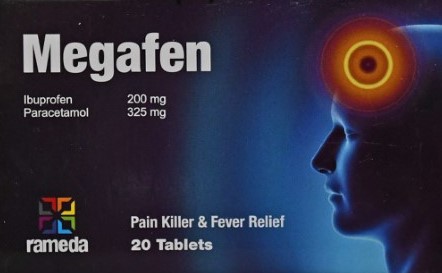 Megafen
Ibuprofen 200 mg
Paracetamol 325 mg
Pain Killer & Fever Relief
rameda
20 Tablets